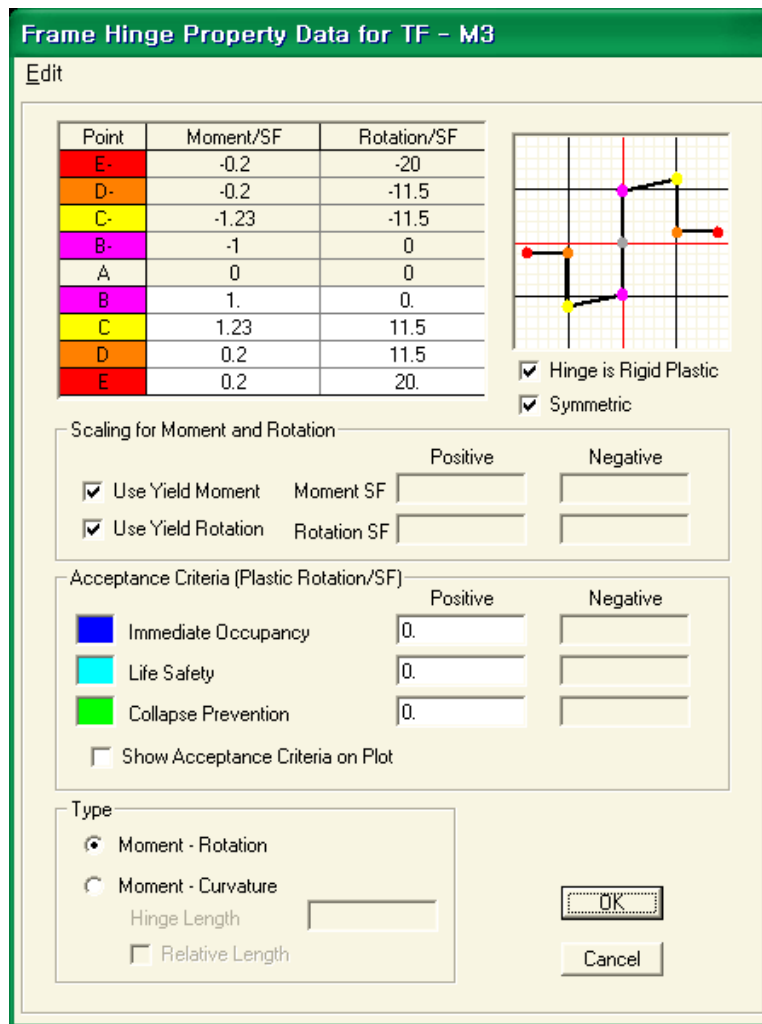 Frame Hinge Property Data for TF - M3
Edit
Point Moment/SF Rotation/SF
E- -0.2 -20
D- -0.2 -11.5
C- -1.23 -11.5
B- -1 0
A 0 0
B 1. 0.
C 1.23 11.5
D 0.2 11.5
E 0.2 20.
Hinge is Rigid Plastic
Symmetric
Scaling for Moment and Rotation
Positive Negative
Use Yield Moment Moment SF
Use Yield Rotation Rotation SF
Acceptance Criteria (Plastic Rotation/SF)
Positive Negative
Immediate Occupancy 0.
Life Safety 0.
Collapse Prevention 0.
Show Acceptance Criteria on Plot
Type
Moment - Rotation
Moment - Curvature
Hinge Length
Relative Length
OK
Cancel